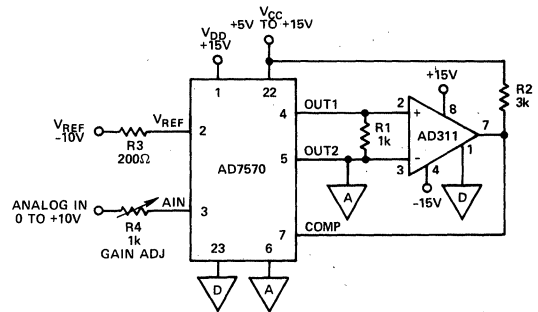 VCC
+5V TO +15V
VDD
+15V
1
22
VREF
-10V
R3
200Ω
VREF
2
AD7570
4
OUT1
5
OUT2
R1
1k
2
+
3
-
+15V
8
AD311
7
1
4
-15V
R2
3k
A
D
ANALOG IN
0 TO +10V
AIN
3
R4
1k
GAIN ADJ
7
COMP
23
6
D
A